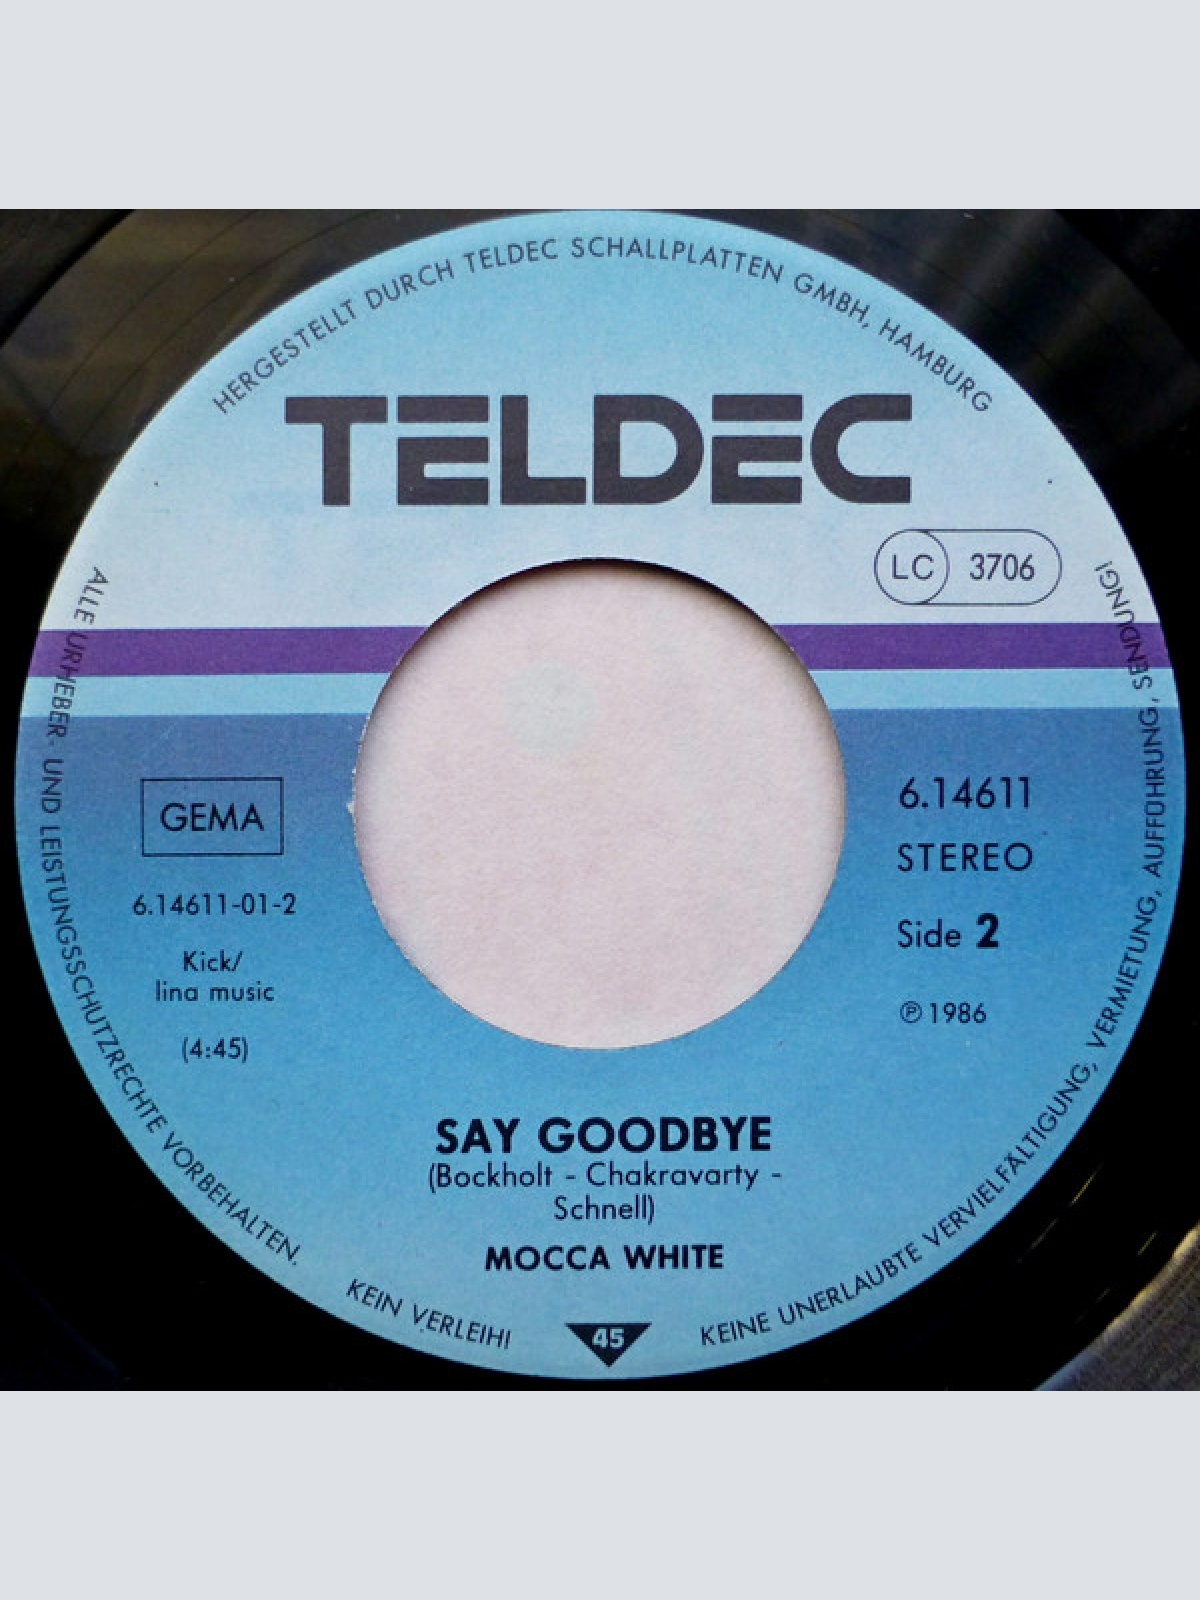 HERGESTELLT DURCH TELDEC SCHALLPLATTEN GMBH, HAMBURG
TELDEC
LC 3706
GEMA
6.14611-01-2
Kick/
lina music
(4:45)
6.14611
STEREO
Side 2
℗ 1986
SAY GOODBYE
(Bockholt - Chakravarty -
Schnell)
MOCCA WHITE
45
ALLE URHEBER- UND LEISTUNGSSCHUTZRECHTE VORBEHALTEN.
KEIN VERLEIH!
KEINE UNERLAUBTE VERVIELFÄLTIGUNG, VERMIETUNG, AUFFÜHRUNG, SENDUNG!